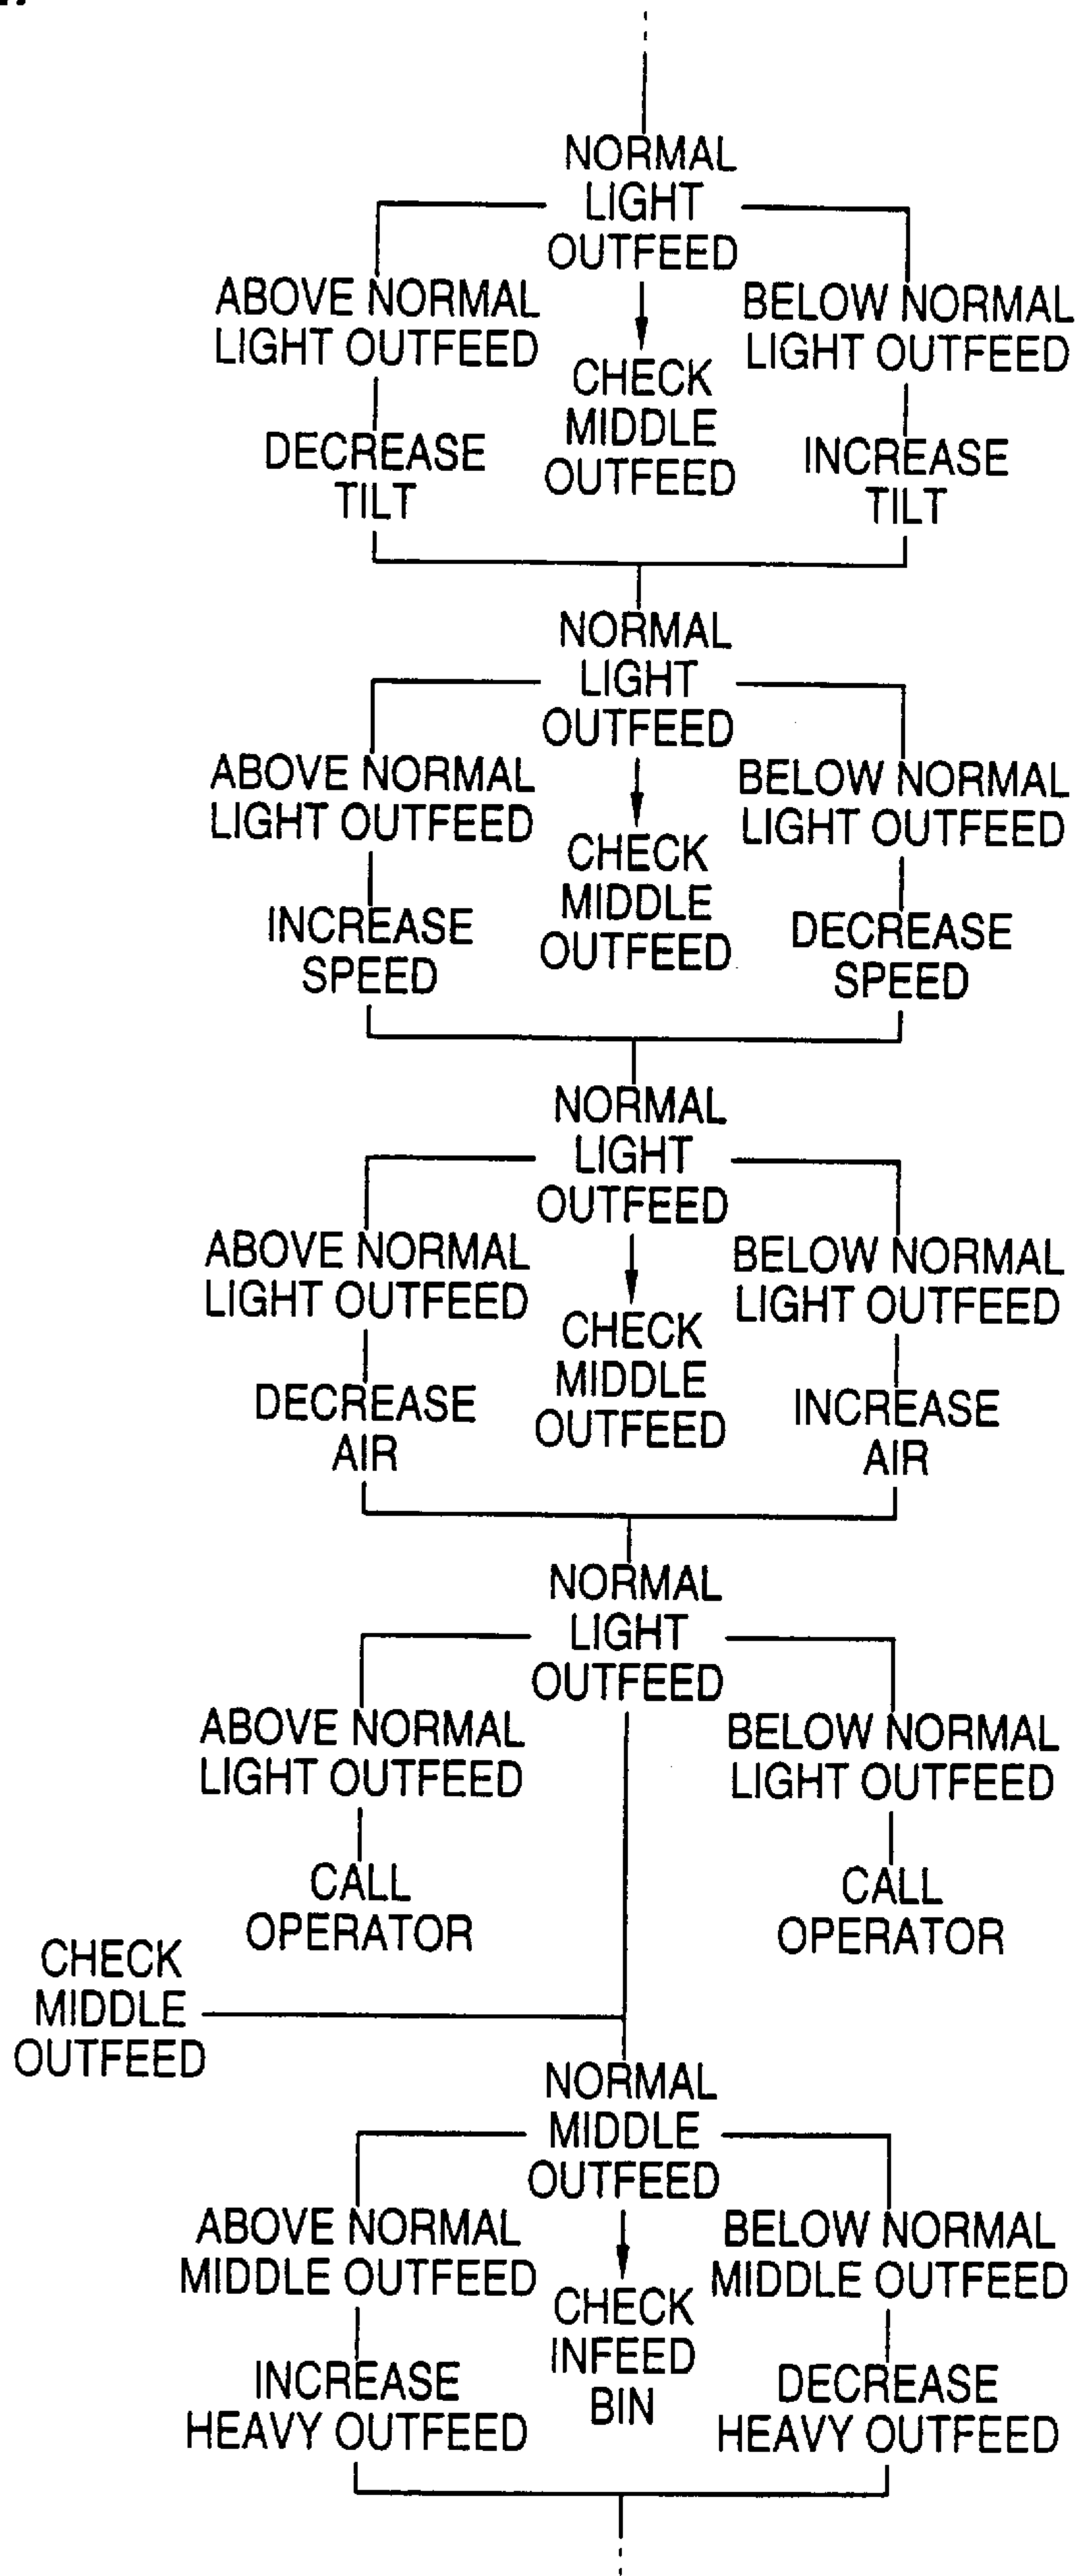 NORMAL
LIGHT
OUTFEED
ABOVE NORMAL
LIGHT OUTFEED
DECREASE
TILT
CHECK
MIDDLE
OUTFEED
BELOW NORMAL
LIGHT OUTFEED
INCREASE
TILT
NORMAL
LIGHT
OUTFEED
ABOVE NORMAL
LIGHT OUTFEED
INCREASE
SPEED
CHECK
MIDDLE
OUTFEED
BELOW NORMAL
LIGHT OUTFEED
DECREASE
SPEED
NORMAL
LIGHT
OUTFEED
ABOVE NORMAL
LIGHT OUTFEED
DECREASE
AIR
CHECK
MIDDLE
OUTFEED
BELOW NORMAL
LIGHT OUTFEED
INCREASE
AIR
NORMAL
LIGHT
OUTFEED
ABOVE NORMAL
LIGHT OUTFEED
CALL
OPERATOR
BELOW NORMAL
LIGHT OUTFEED
CALL
OPERATOR
CHECK
MIDDLE
OUTFEED
NORMAL
MIDDLE
OUTFEED
ABOVE NORMAL
MIDDLE OUTFEED
INCREASE
HEAVY OUTFEED
CHECK
INFEED
BIN
BELOW NORMAL
MIDDLE OUTFEED
DECREASE
HEAVY OUTFEED